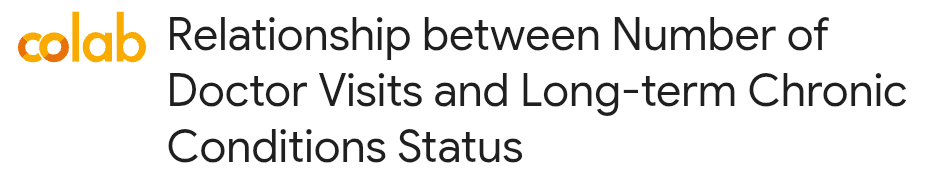 colab
Relationship between Number of
Doctor Visits and Long-term Chronic
Conditions Status